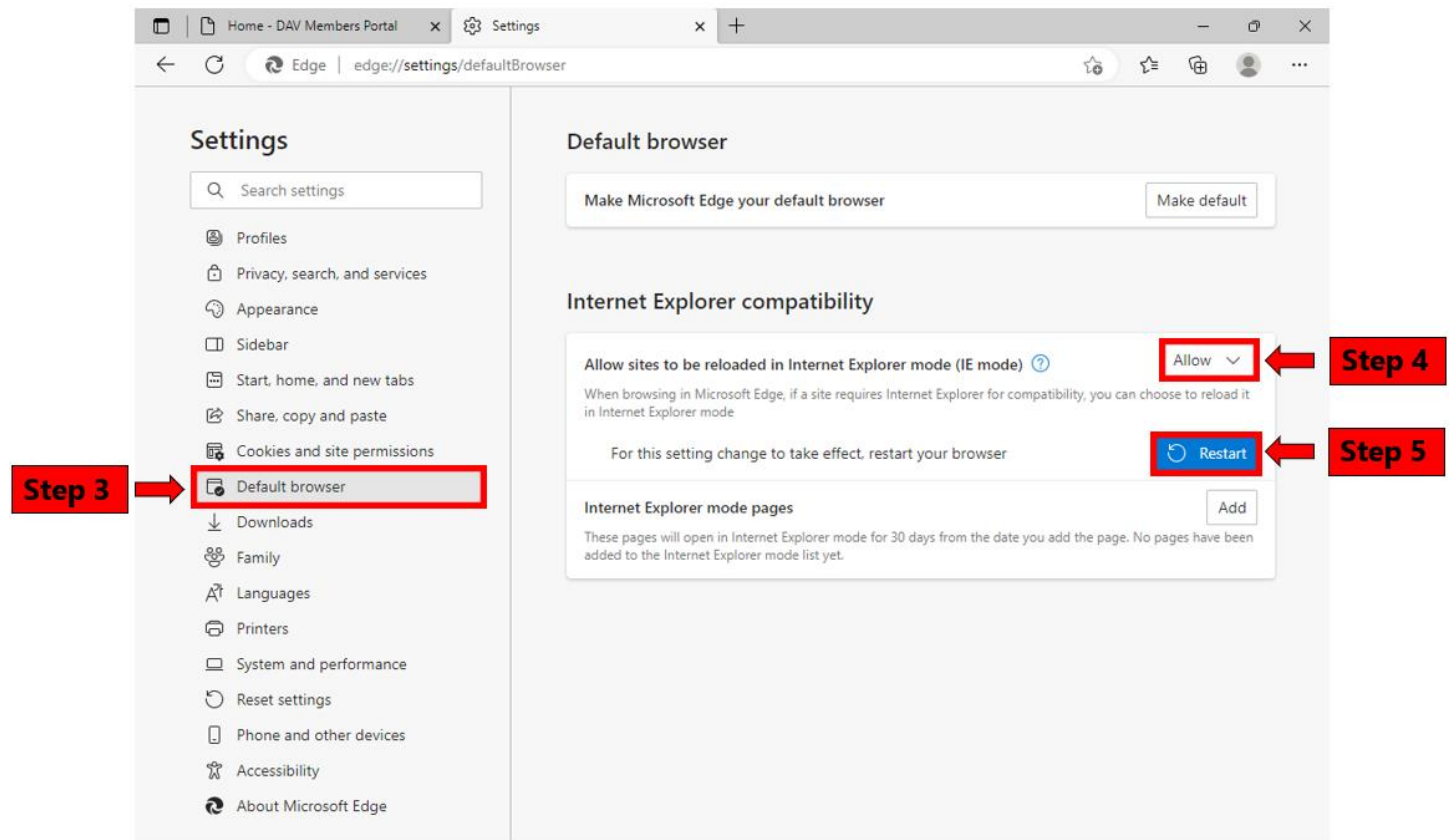 Home - DAV Members Portal
Settings
Edge | edge://settings/defaultBrowser
Settings
Search settings
Profiles
Privacy, search, and services
Appearance
Sidebar
Start, home, and new tabs
Share, copy and paste
Cookies and site permissions
Step 3
Default browser
Downloads
Family
Languages
Printers
System and performance
Reset settings
Phone and other devices
Accessibility
About Microsoft Edge
Default browser
Make Microsoft Edge your default browser
Make default
Internet Explorer compatibility
Allow sites to be reloaded in Internet Explorer mode (IE mode)
Allow
Step 4
When browsing in Microsoft Edge, if a site requires Internet Explorer for compatibility, you can choose to reload it
in Internet Explorer mode
For this setting change to take effect, restart your browser
Restart
Step 5
Internet Explorer mode pages
Add
These pages will open in Internet Explorer mode for 30 days from the date you add the page. No pages have been
added to the Internet Explorer mode list yet.